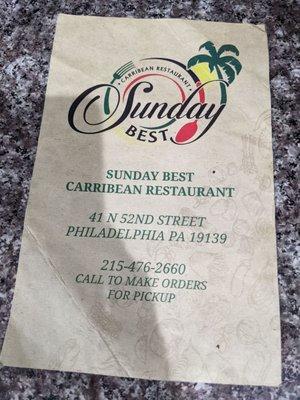 • CARRIBEAN RESTAURANT •
Sunday
BEST
SUNDAY BEST
CARRIBEAN RESTAURANT
41 N 52ND STREET
PHILADELPHIA PA 19139
215-476-2660
CALL TO MAKE ORDERS
FOR PICKUP